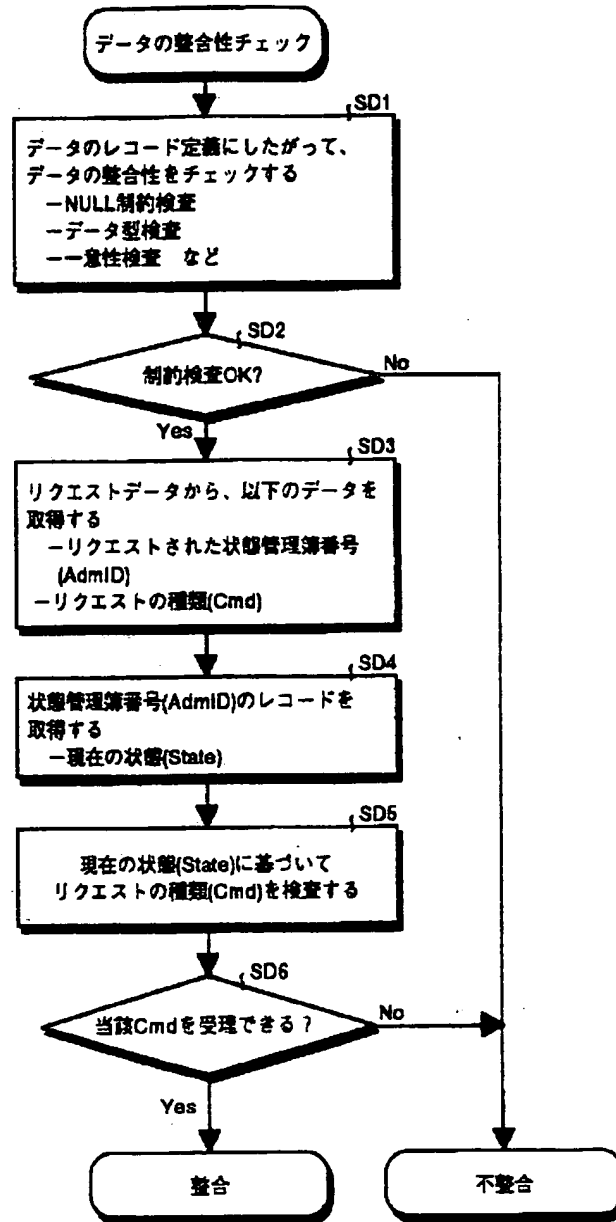 データの整合性チェック
SD1
データのレコード定義にしたがって、
データの整合性をチェックする
－NULL制約検査
－データ型検査
－一意性検査　など
SD2
制約検査OK?
No
Yes
SD3
リクエストデータから、以下のデータを
取得する
－リクエストされた状態管理簿番号
(AdmID)
－リクエストの種類(Cmd)
SD4
状態管理簿番号(AdmID)のレコードを
取得する
－現在の状態(State)
SD5
現在の状態(State)に基づいて
リクエストの種類(Cmd)を検査する
SD6
当該Cmdを受理できる？
No
Yes
整合
不整合